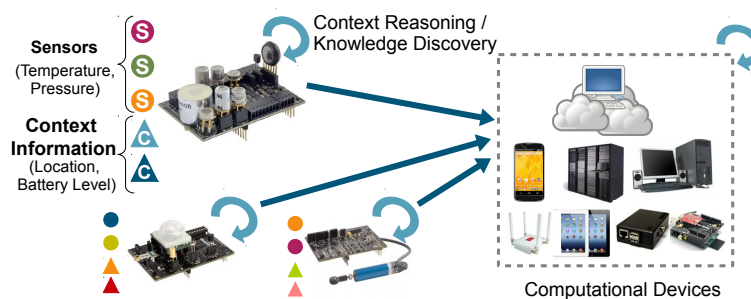 Context Reasoning /
Knowledge Discovery
Sensors
(Temperature,
Pressure)
S
S
S
Context
Information
(Location,
Battery Level)
C
C
Computational Devices